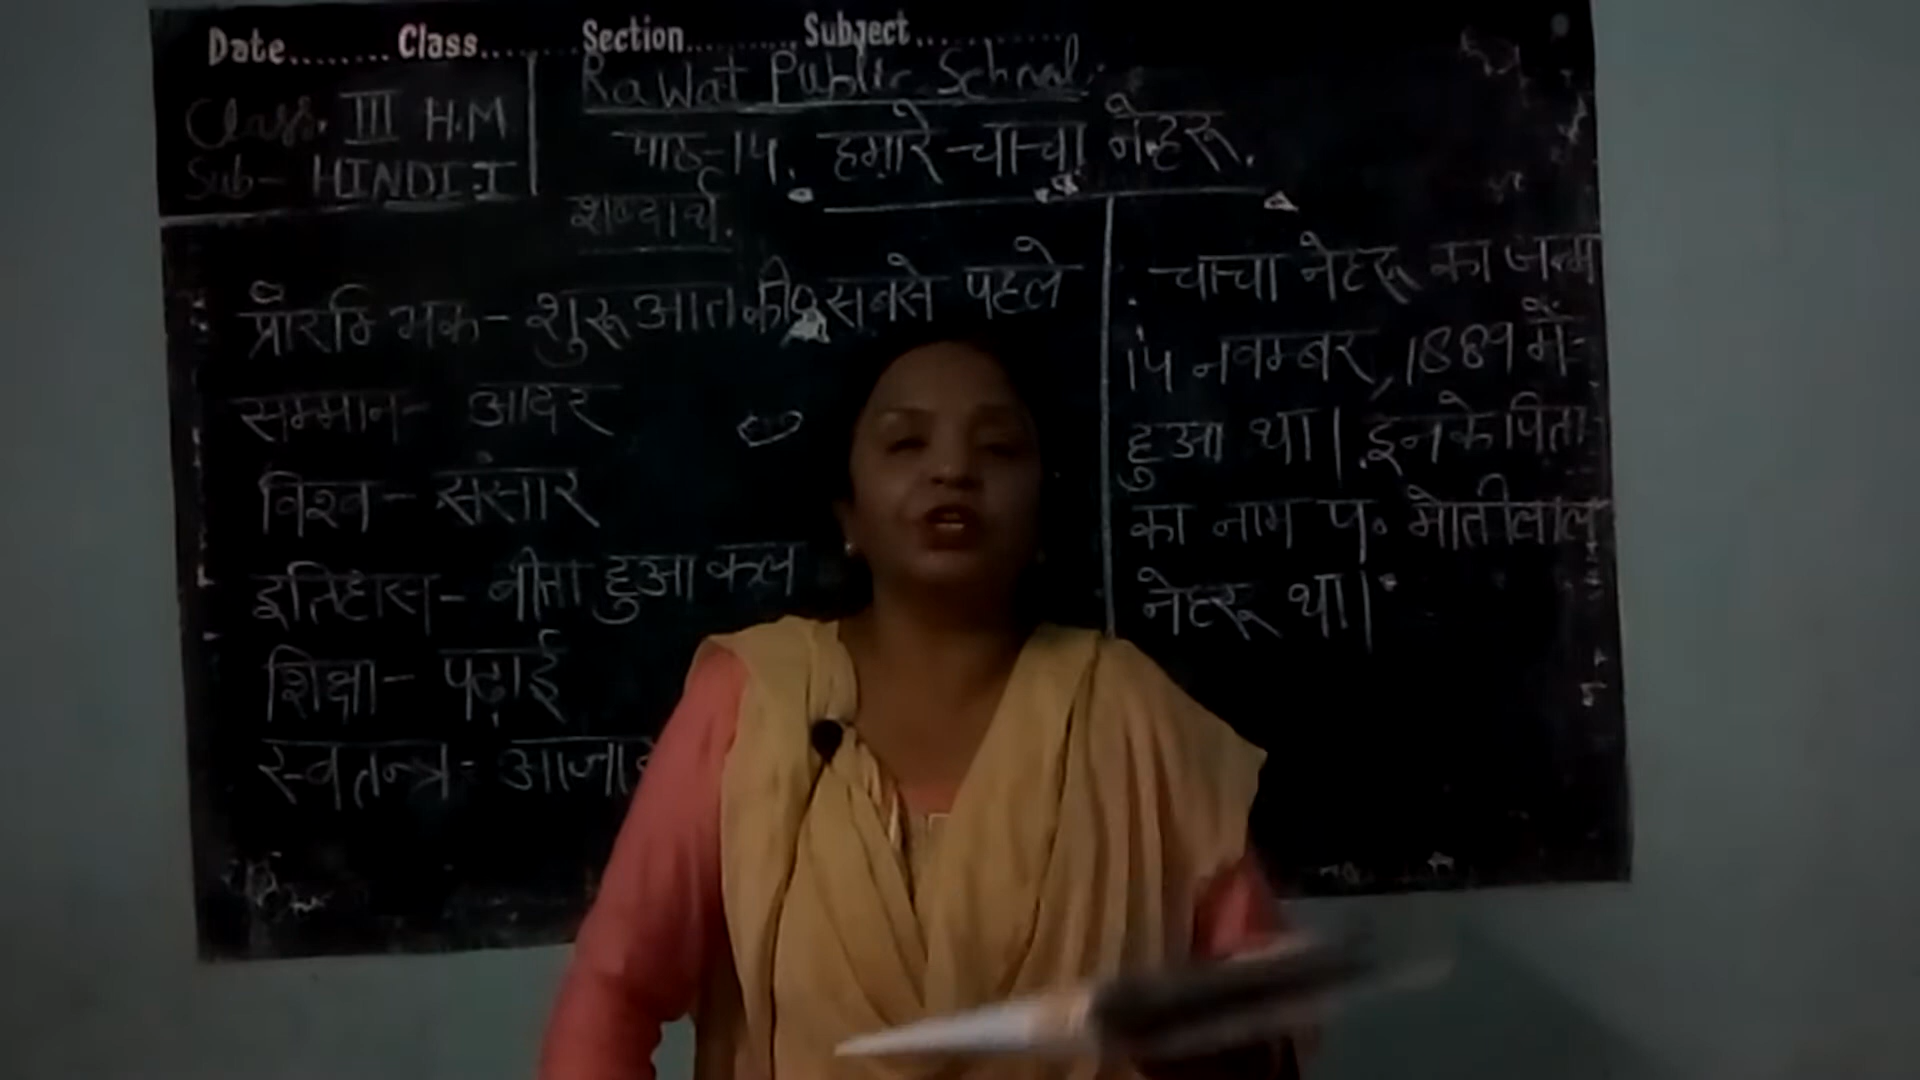 Date........Class.......Section..........Subject.............
Class. III H.M
Sub- HINDI-I
Rawat Public School.
पाठ-14. हमारे चाचा नेहरू.
शब्दार्थ.
प्रारम्भिक - शुरूआत की सबसे पहले
सम्मान - आदर
विश्व - संसार
इतिहास - बीता हुआ कल
शिक्षा - पढ़ाई
स्वतन्त्र -
चाचा नेहरू का जन्म
14 नवम्बर, 1889 में
हुआ था। इनके पिता
का नाम प॰ मोतीलाल
नेहरू था।